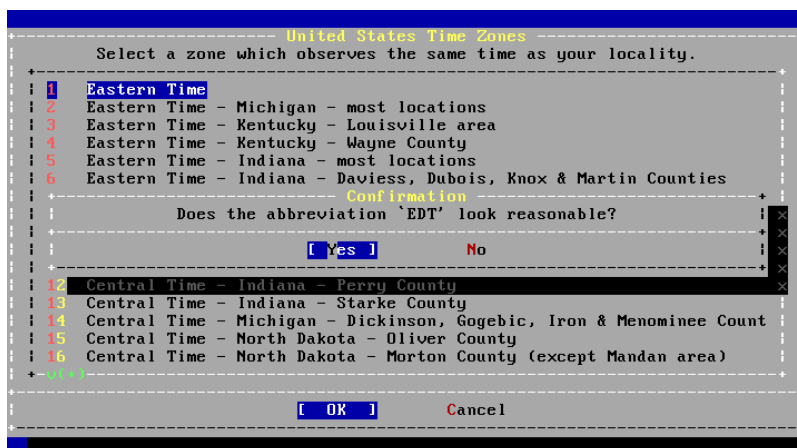 United States Time Zones
Select a zone which observes the same time as your locality.
1 Eastern Time
2 Eastern Time - Michigan - most locations
3 Eastern Time - Kentucky - Louisville area
4 Eastern Time - Kentucky - Wayne County
5 Eastern Time - Indiana - most locations
6 Eastern Time - Indiana - Daviess, Dubois, Knox & Martin Counties
Confirmation
Does the abbreviation `EDT' look reasonable?
[ Yes ] No
12 Central Time - Indiana - Perry County
13 Central Time - Indiana - Starke County
14 Central Time - Michigan - Dickinson, Gogebic, Iron & Menominee Count
15 Central Time - North Dakota - Oliver County
16 Central Time - North Dakota - Morton County (except Mandan area)
v(+)
[ OK ] Cancel